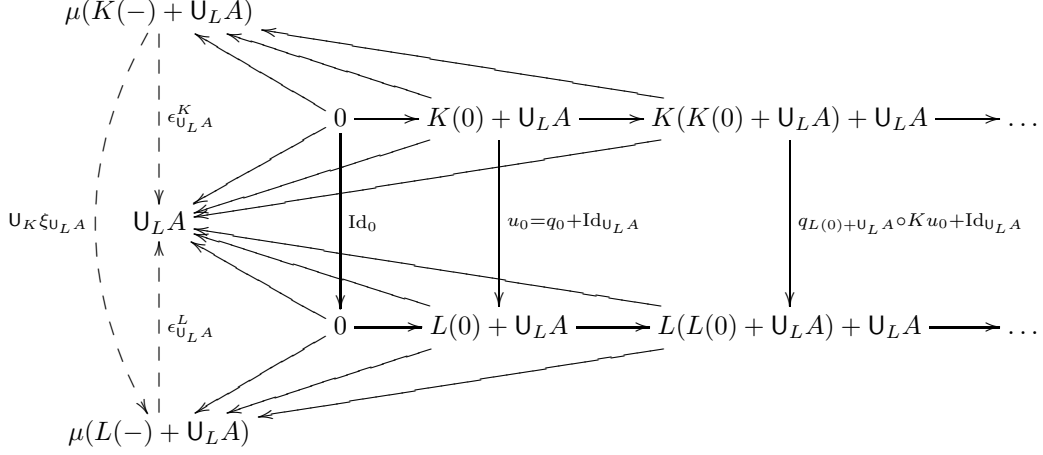 μ(K(−) + U_L A)
0 K(0) + U_L A K(K(0) + U_L A) + U_L A …
ϵ^K_{U_L A}
U_K ξ_{U_L A} U_L A Id_0 u_0=q_0+Id_{U_L A} q_{L(0)+U_L A}∘Ku_0+Id_{U_L A}
ϵ^L_{U_L A}
0 L(0) + U_L A L(L(0) + U_L A) + U_L A …
μ(L(−) + U_L A)